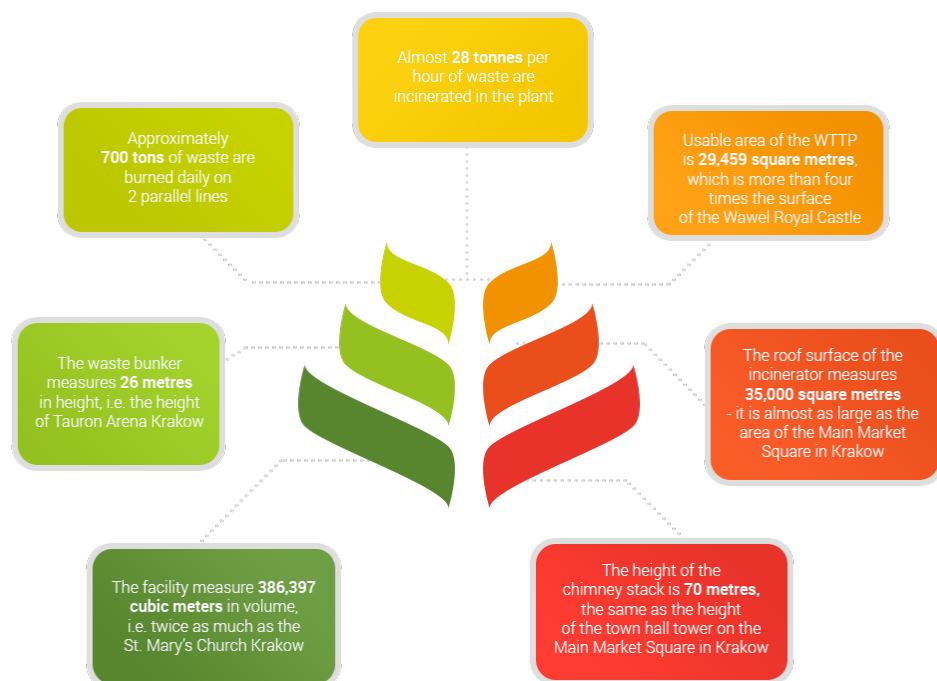 Almost 28 tonnes per
hour of waste are
incinerated in the plant
Approximately
700 tons of waste are
burned daily on
2 parallel lines
Usable area of the WTTP
is 29,459 square metres,
which is more than four
times the surface
of the Wawel Royal Castle
The waste bunker
measures 26 metres
in height, i.e. the height
of Tauron Arena Krakow
The roof surface of the
incinerator measures
35,000 square metres
- it is almost as large as the
area of the Main Market
Square in Krakow
The facility measure 386,397
cubic meters in volume,
i.e. twice as much as the
St. Mary's Church Krakow
The height of the
chimney stack is 70 metres,
the same as the height
of the town hall tower on the
Main Market Square in Krakow